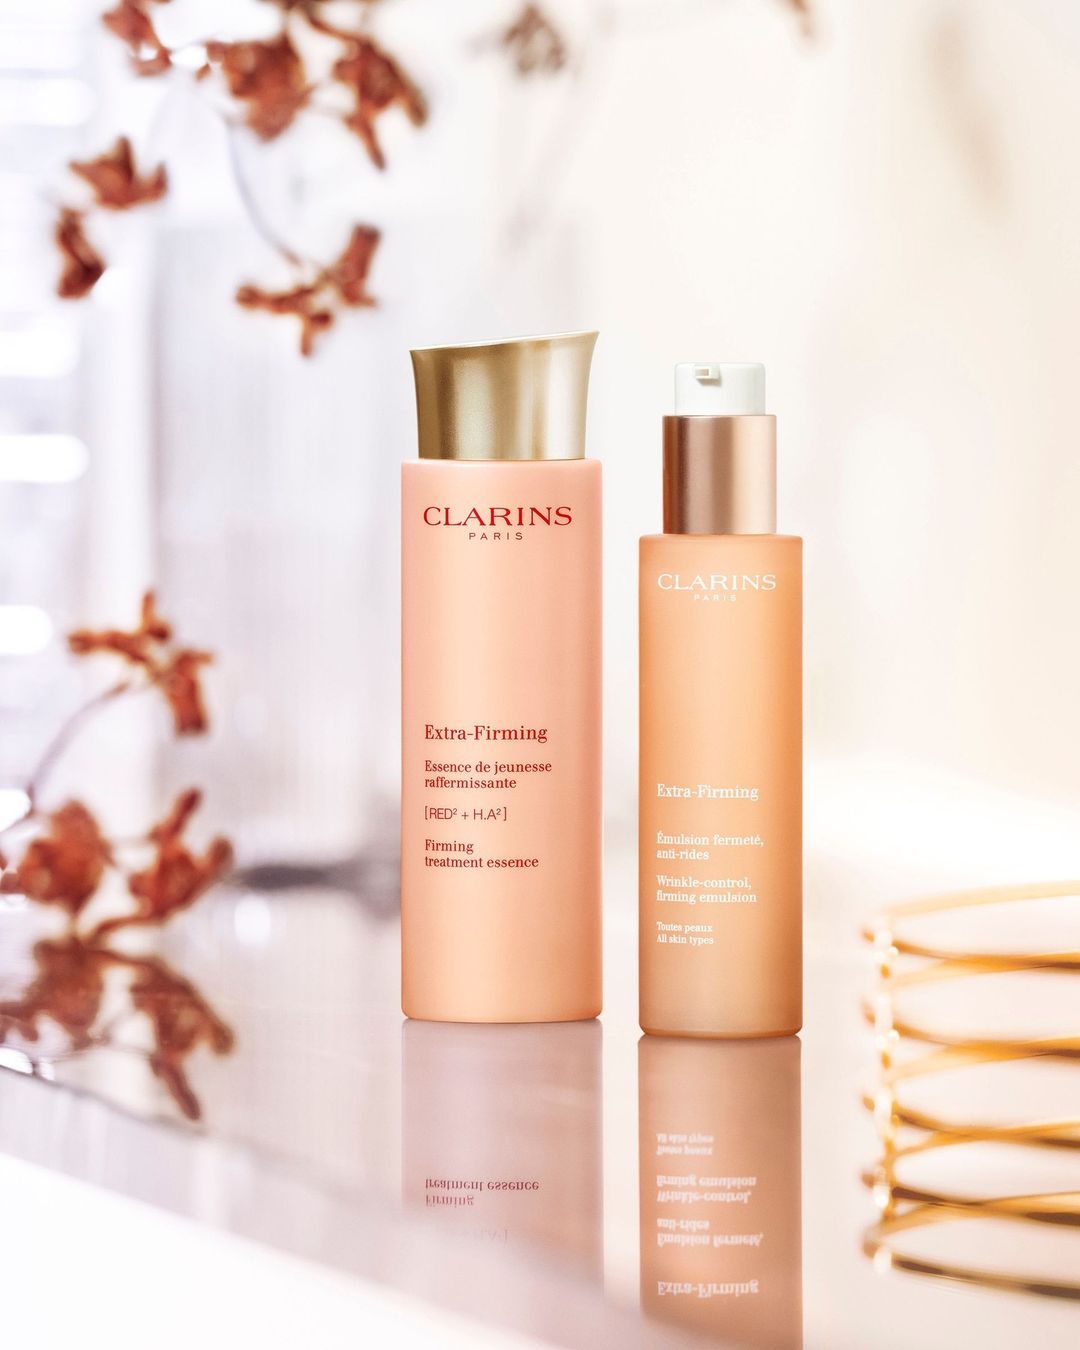 CLARINS
PARIS
Extra-Firming
Essence de jeunesse
raffermissante
[RED² + H.A²]
Firming
treatment essence
CLARINS
PARIS
Extra-Firming
Émulsion fermeté,
anti-rides
Wrinkle-control,
firming emulsion
Toutes peaux
All skin types